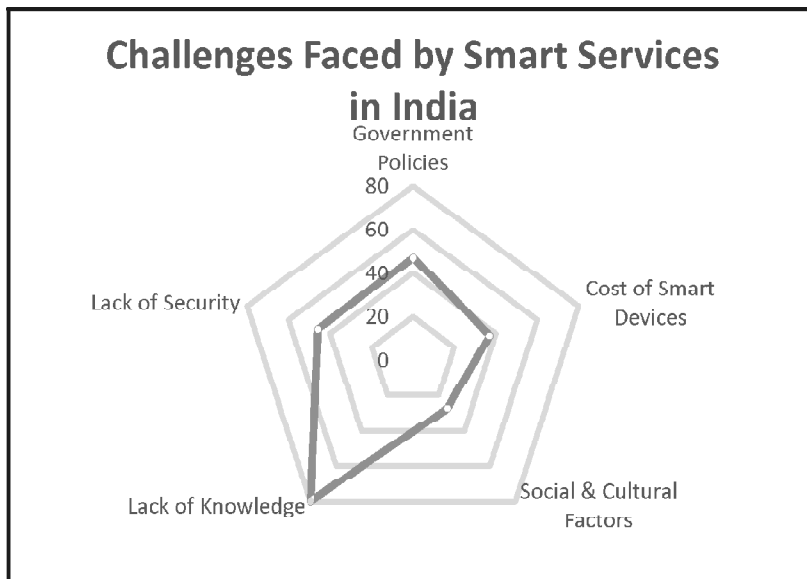 Challenges Faced by Smart Services
in India
Government
Policies
80
60
40
20
0
Cost of Smart
Devices
Lack of Security
Social & Cultural
Factors
Lack of Knowledge